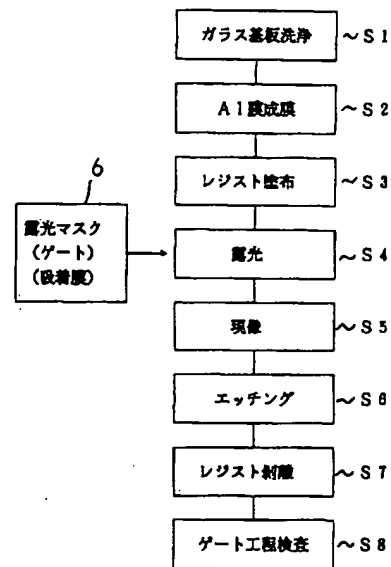 ガラス基板洗浄 ~S1
Al膜成膜 ~S2
レジスト塗布 ~S3
6
露光マスク
(ゲート)
(吸着膜)
露光 ~S4
現像 ~S5
エッチング ~S6
レジスト剥離 ~S7
ゲート工程検査 ~S8